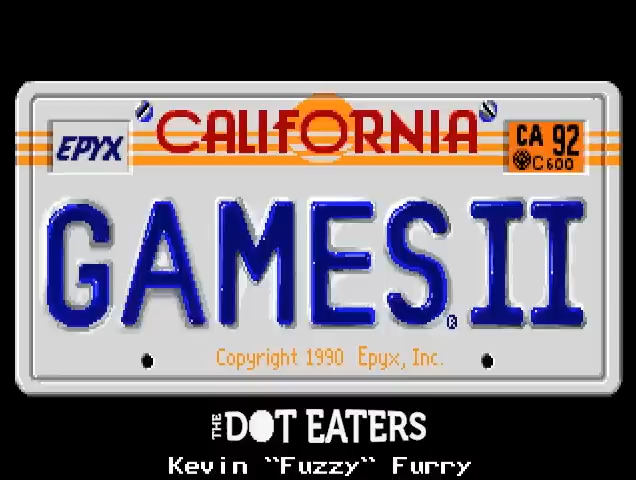 CALIFORNIA
EPYX
CA 92
C600
GAMES II®
Copyright 1990 Epyx, Inc.
THE DOT EATERS
Kevin "Fuzzy" Furry